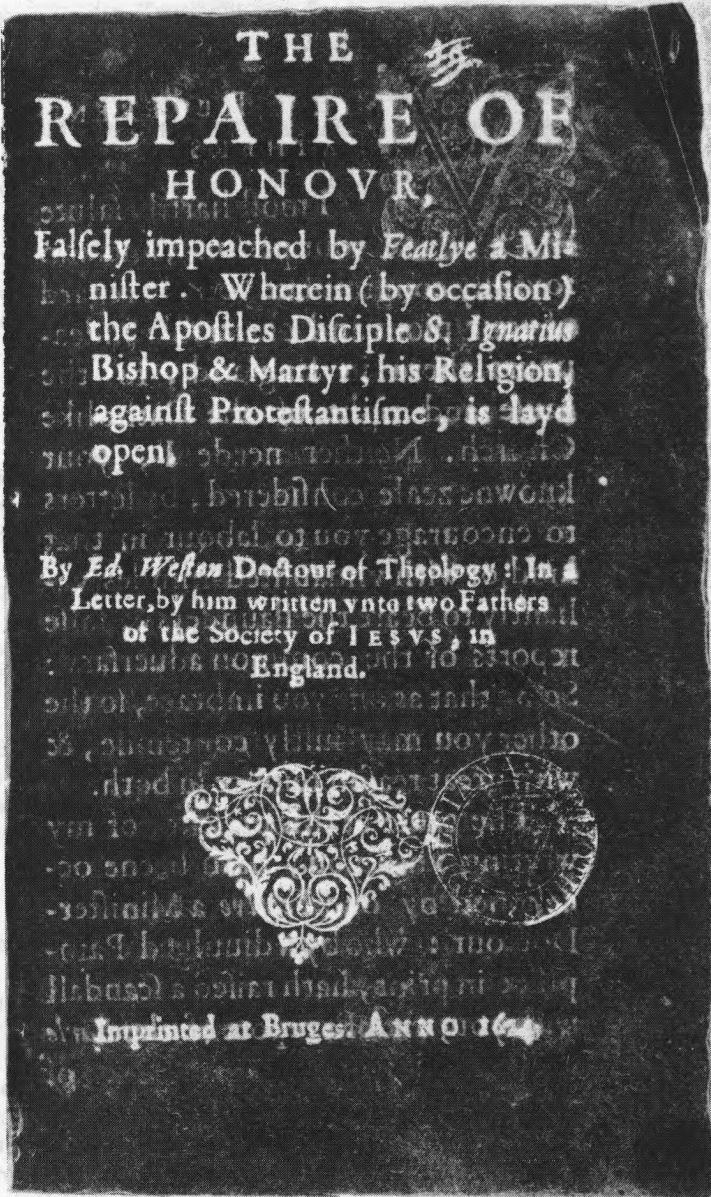 THE
REPAIRE OF
HONOVR,
Falſely impeached by Featlye a Mi-
niſter. Wherein (by occaſion)
the Apoſtles Diſciple S. Ignatius
Biſhop & Martyr, his Religion,
againſt Proteſtantiſme, is layd
open.
By Ed. Weſton Doctour of Theology: In a
Letter, by him written vnto two Fathers
of the Society of IESVS, in
England.
Imprinted at Bruges. ANNO 1624.